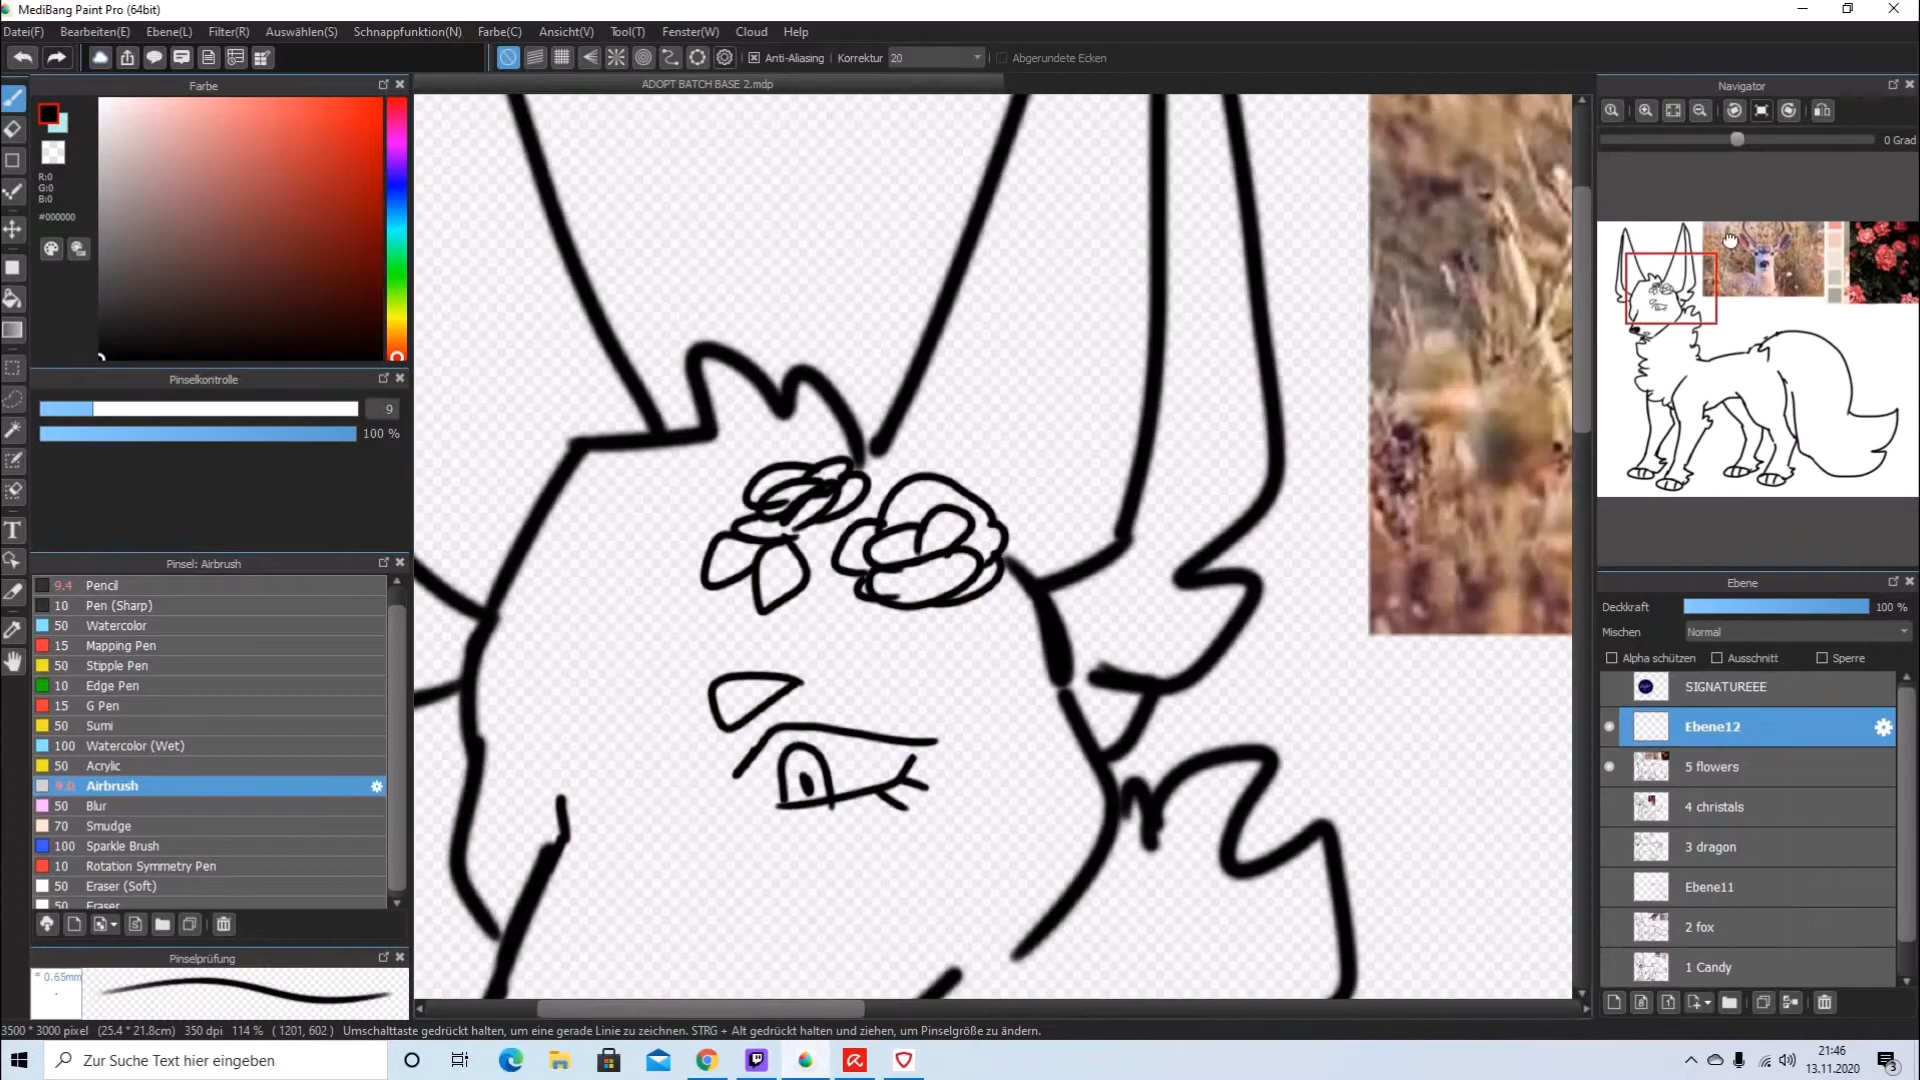 MediBang Paint Pro (64bit)
Datei(F) Bearbeiten(E) Ebene(L) Filter(R) Auswählen(S) Schnappfunktion(N) Farbe(C) Ansicht(V) Tool(T) Fenster(W) Cloud Help
Anti-Aliasing Korrektur 20 Abgerundete Ecken
Farbe
ADOPT BATCH BASE 2.mdp
Navigator
0 Grad
R:0
G:0
B:0
#000000
Pinselkontrolle
9
100 %
Pinsel: Airbrush
9.4 Pencil
10 Pen (Sharp)
50 Watercolor
15 Mapping Pen
50 Stipple Pen
10 Edge Pen
15 G Pen
50 Sumi
100 Watercolor (Wet)
50 Acrylic
9.0 Airbrush
50 Blur
70 Smudge
100 Sparkle Brush
10 Rotation Symmetry Pen
50 Eraser (Soft)
50 Eraser
Pinselprüfung
* 0.65mm
Ebene
Deckkraft 100 %
Mischen Normal
Alpha schützen Ausschnitt Sperre
SIGNATUREEE
Ebene12
5 flowers
4 christals
3 dragon
Ebene11
2 fox
1 Candy
3500 * 3000 pixel (25.4 * 21.8cm) 350 dpi 114 % ( 1201, 602 ) Umschalttaste gedrückt halten, um eine gerade Linie zu zeichnen. STRG + Alt gedrückt halten und ziehen, um Pinselgröße zu ändern.
Zur Suche Text hier eingeben
21:46
13.11.2020
3